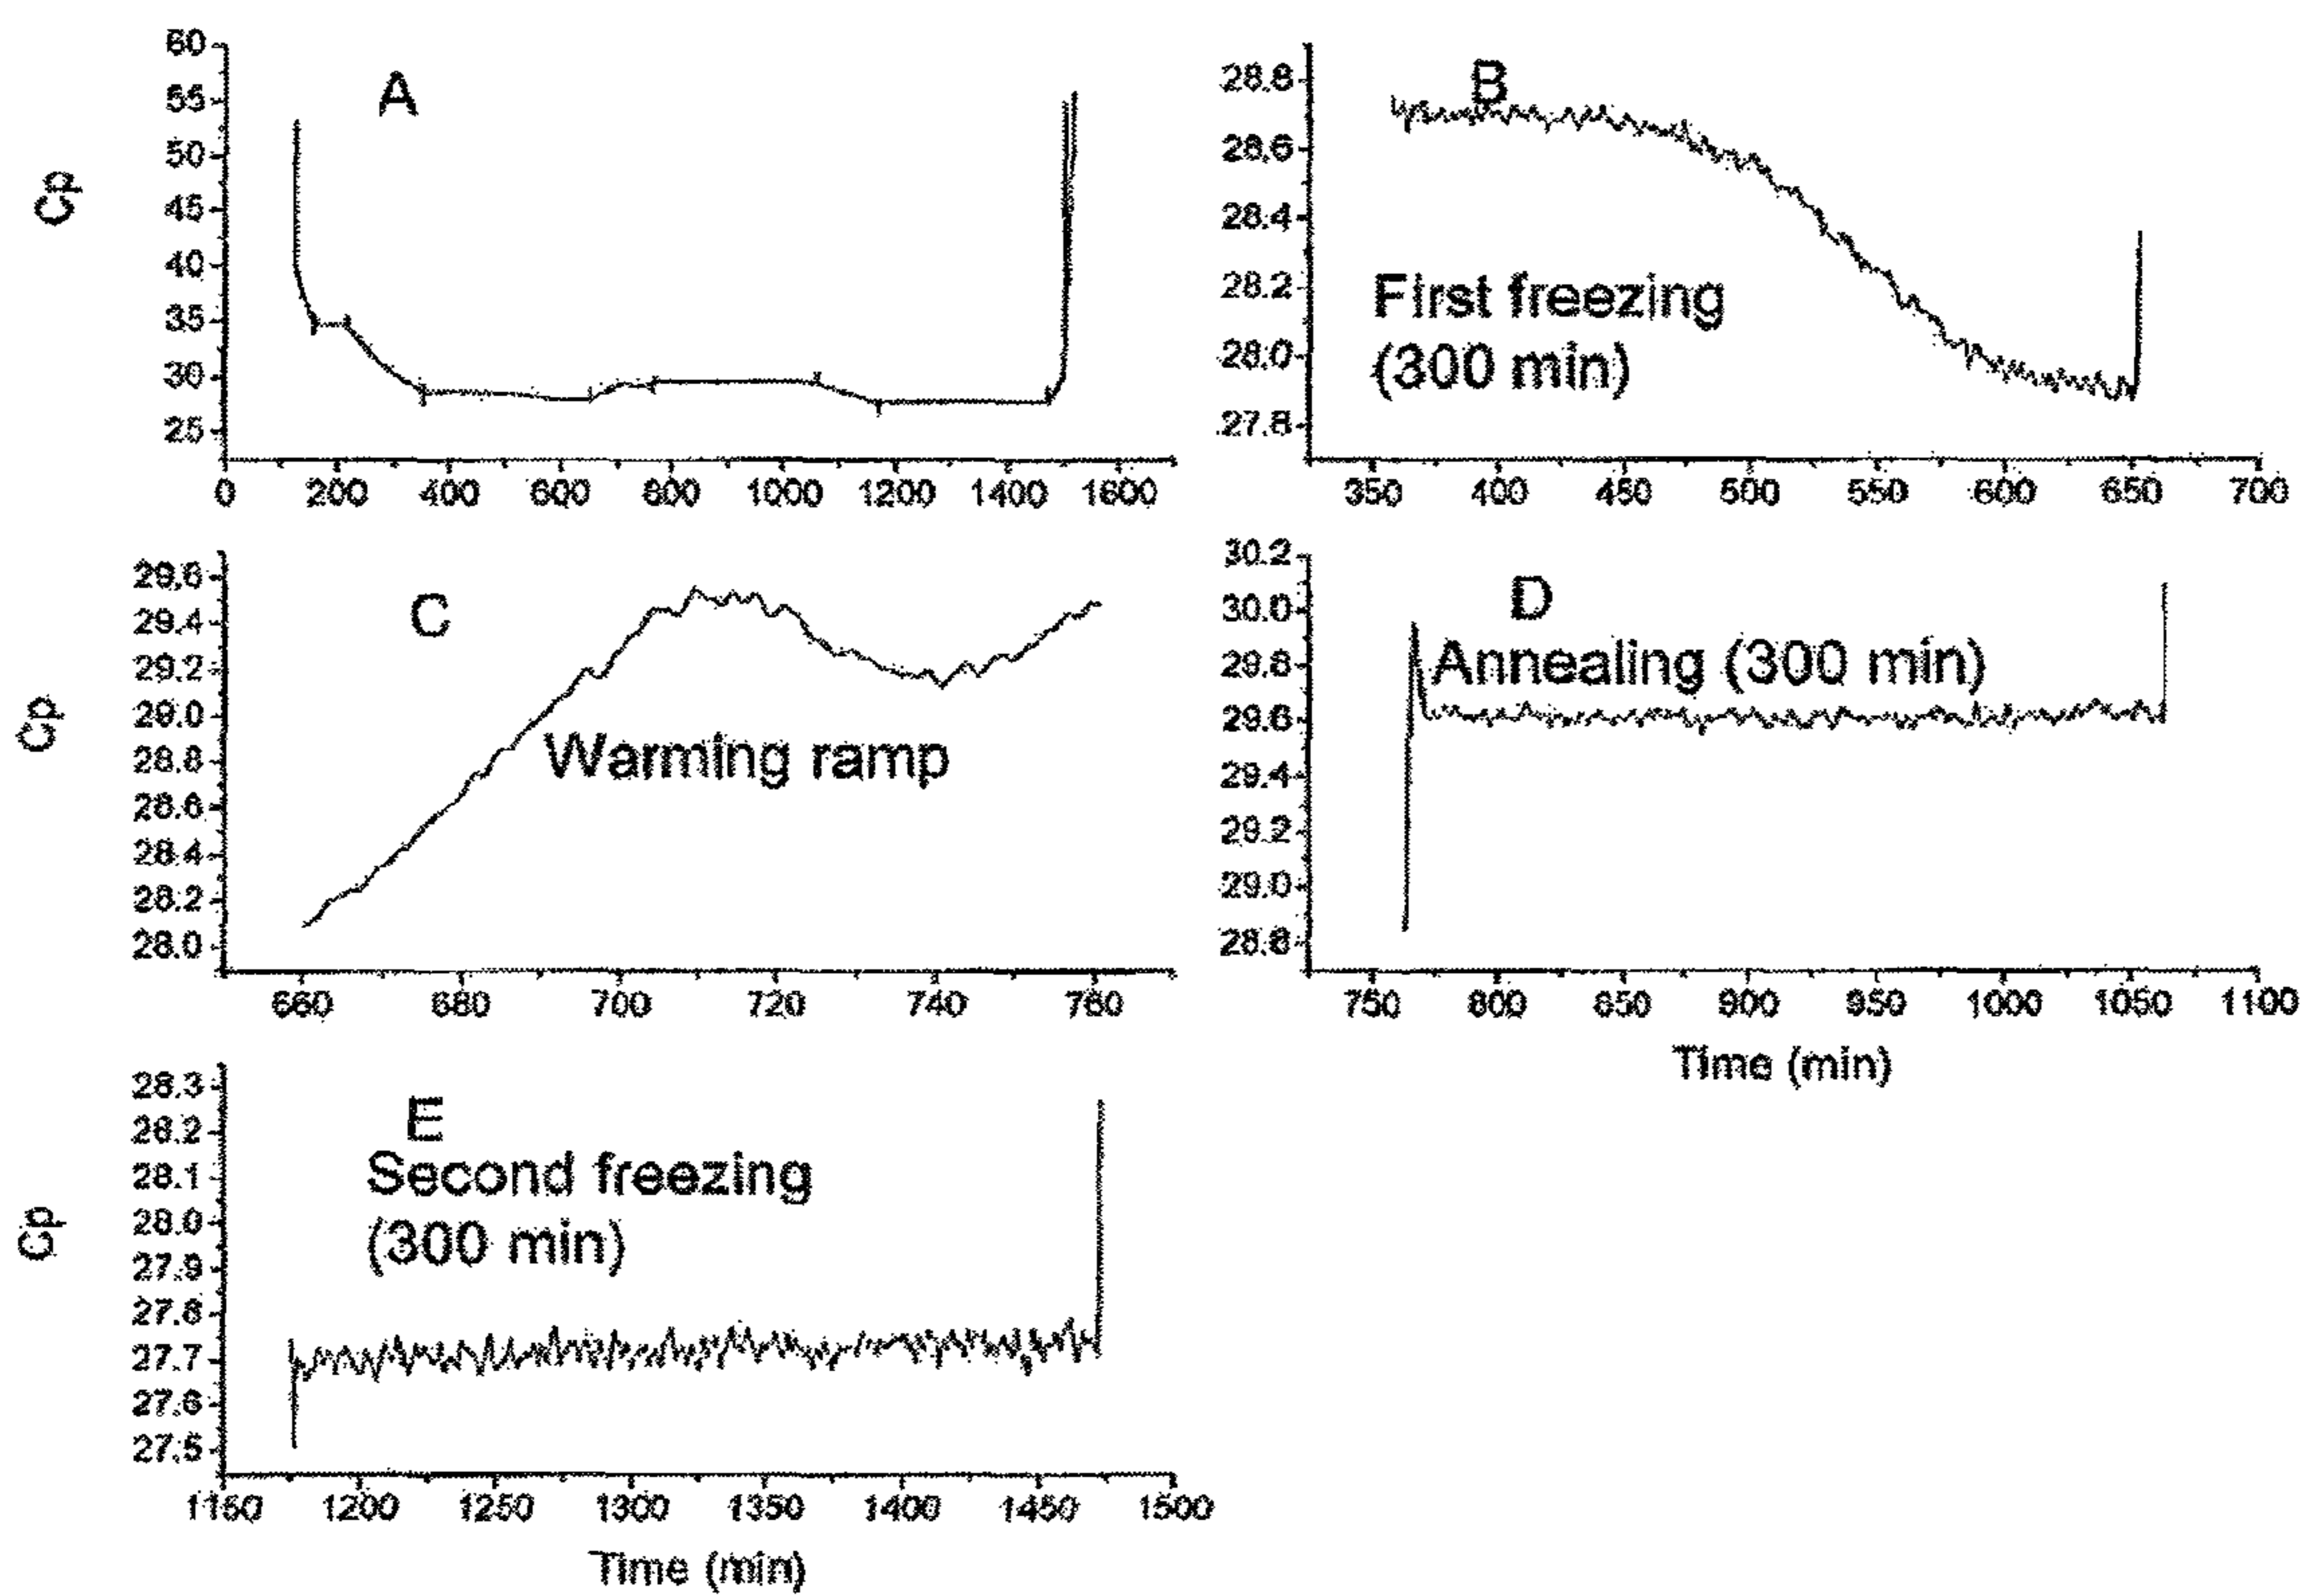 A
60
55
50
45
40
35
30
25
Cp
0 200 400 600 800 1000 1200 1400 1600
B
28.8
28.6
28.4
28.2
28.0
27.8
First freezing
(300 min)
350 400 450 500 550 600 650 700
C
29.6
29.4
29.2
29.0
28.8
28.6
28.4
28.2
28.0
Cp
Warming ramp
660 680 700 720 740 760
D
30.2
30.0
29.8
29.6
29.4
29.2
29.0
28.8
Annealing (300 min)
750 800 850 900 950 1000 1050 1100
Time (min)
E
28.3
28.2
28.1
28.0
27.9
27.8
27.7
27.6
27.5
Cp
Second freezing
(300 min)
1150 1200 1250 1300 1350 1400 1450 1500
Time (min)